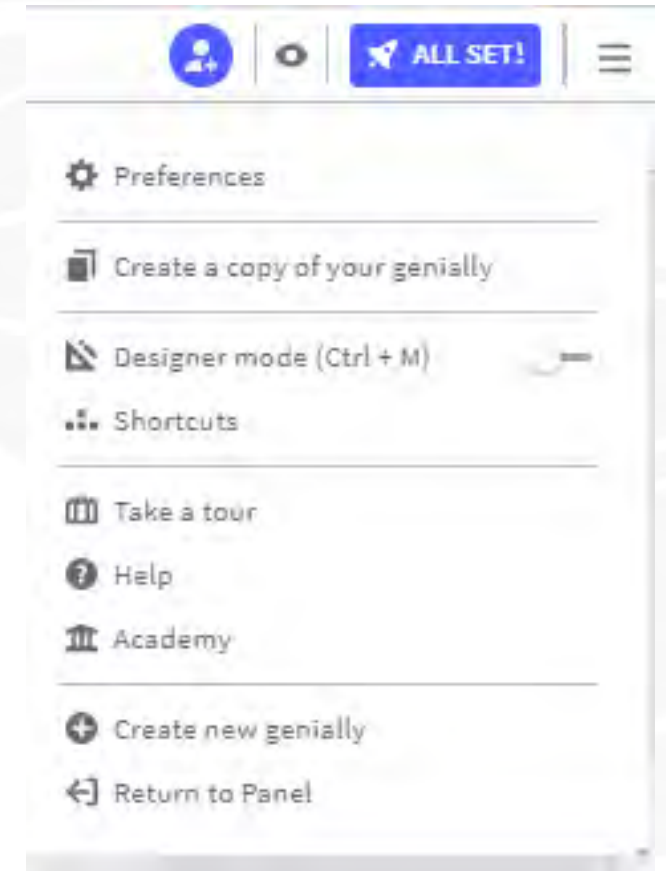 ALL SET!
Preferences
Create a copy of your genially
Designer mode (Ctrl + M)
Shortcuts
Take a tour
Help
Academy
Create new genially
Return to Panel